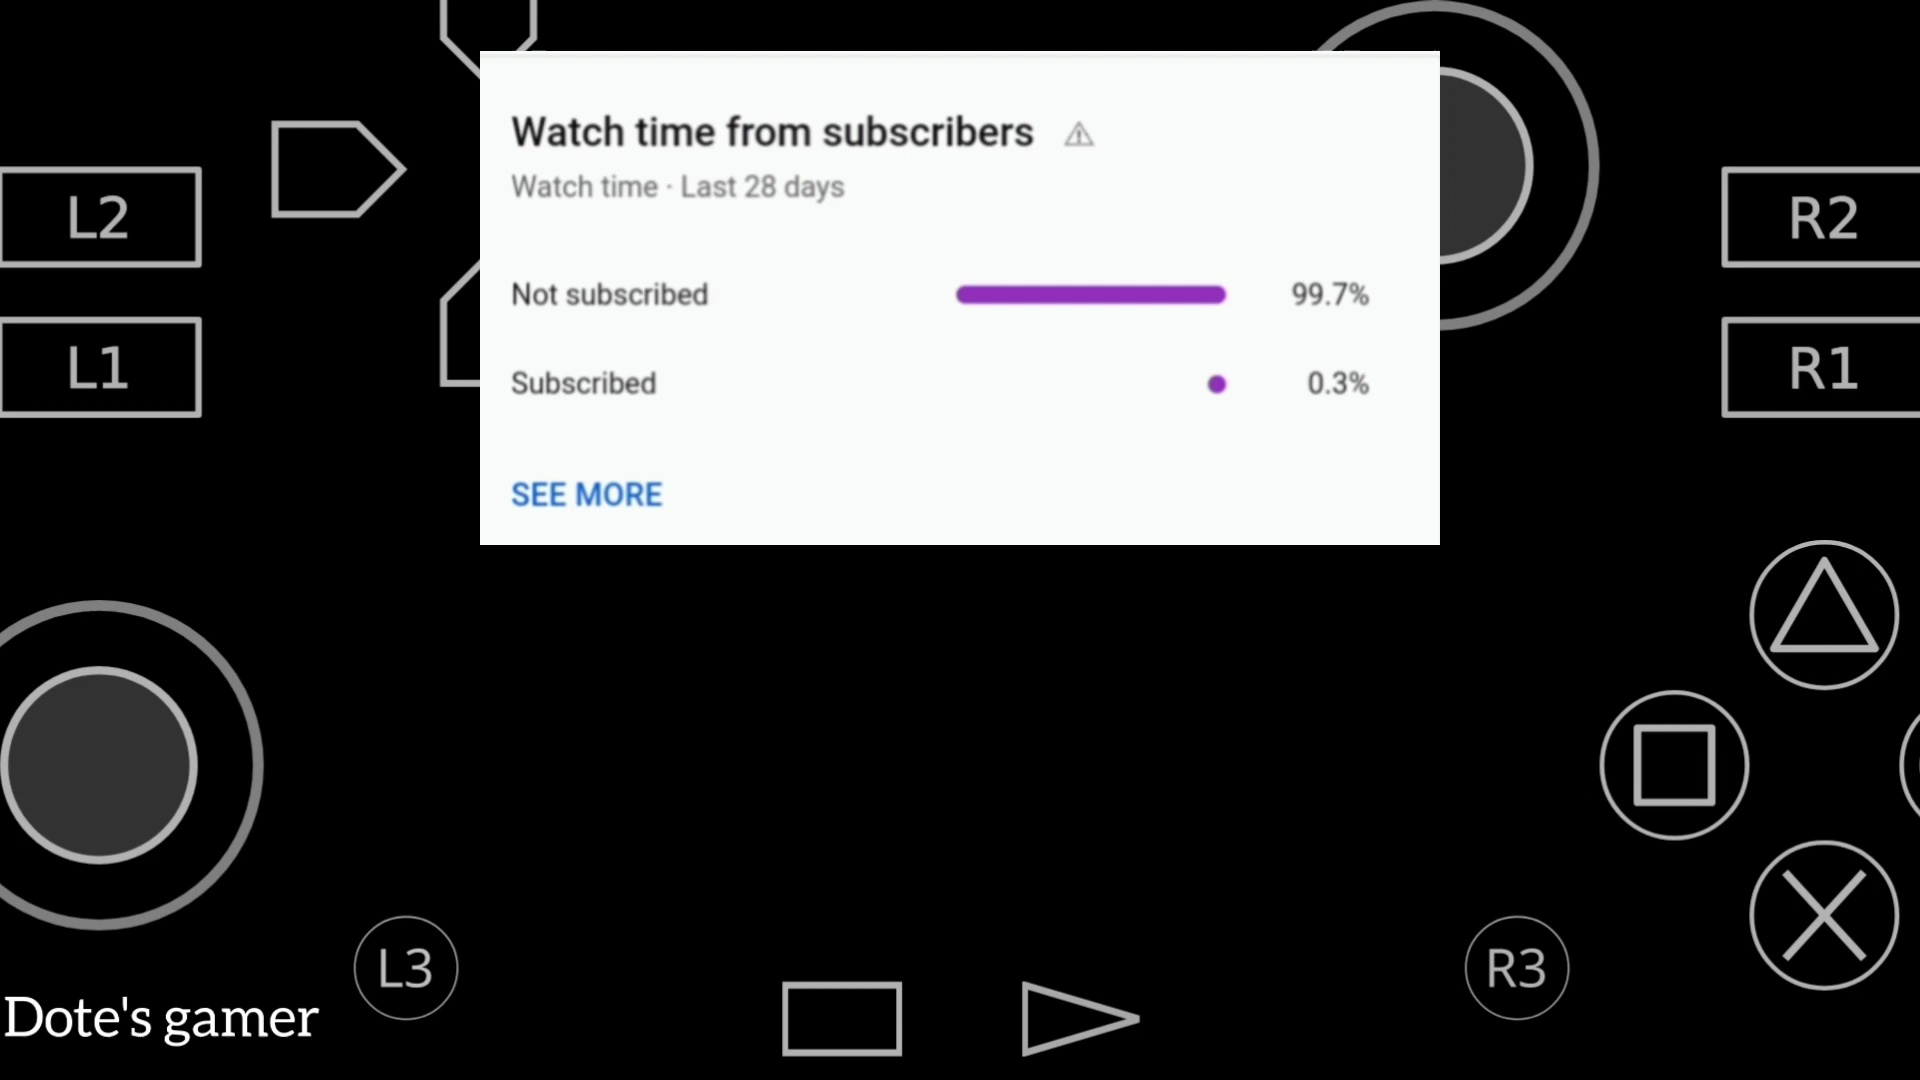 Watch time from subscribers
Watch time · Last 28 days
Not subscribed 99.7%
Subscribed 0.3%
SEE MORE
L2
L1
R2
R1
L3
R3
Dote's gamer